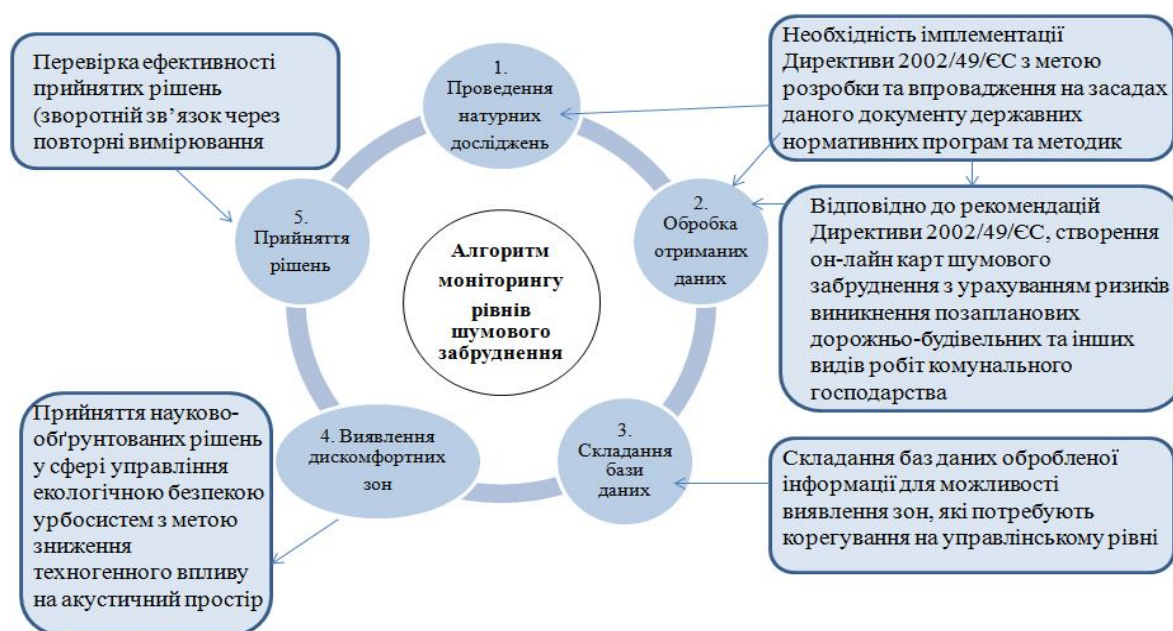 Перевірка ефективності
прийнятих рішень
(зворотній зв’язок через
повторні вимірювання
1.
Проведення
натурних
досліджень
Необхідність імплементації
Директиви 2002/49/ЄС з метою
розробки та впровадження на засадах
даного документу державних
нормативних програм та методик
5.
Прийняття
рішень
Алгоритм
моніторингу
рівнів
шумового
забруднення
2.
Обробка
отриманих
даних
Відповідно до рекомендацій
Директиви 2002/49/ЄС, створення
он-лайн карт шумового
забруднення з урахуванням ризиків
виникнення позапланових
дорожньо-будівельних та інших
видів робіт комунального
господарства
Прийняття науково-
обґрунтованих рішень
у сфері управління
екологічною безпекою
урбосистем з метою
зниження
техногенного впливу
на акустичний простір
4. Виявлення
дискомфортних
зон
3.
Складання
бази
даних
Складання баз даних обробленої
інформації для можливості
виявлення зон, які потребують
корегування на управлінському рівні